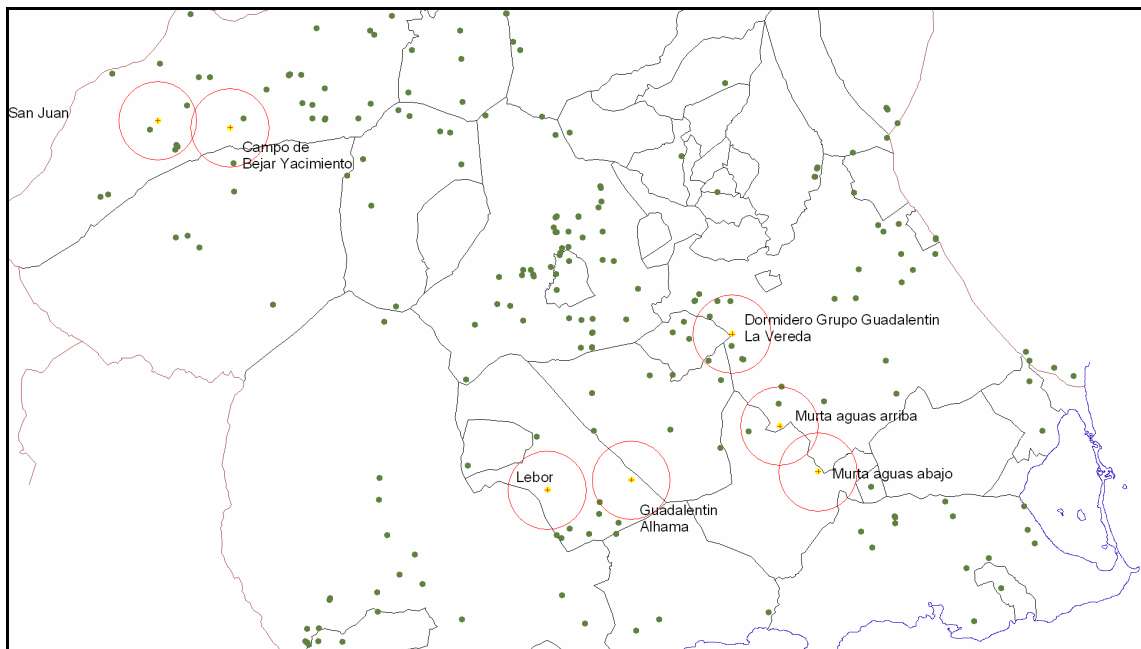 San Juan
Campo de
Bejar Yacimiento
Dormidero Grupo Guadalentin
La Vereda
Murta aguas arriba
Murta aguas abajo
Lebor
Guadalentin
Alhama